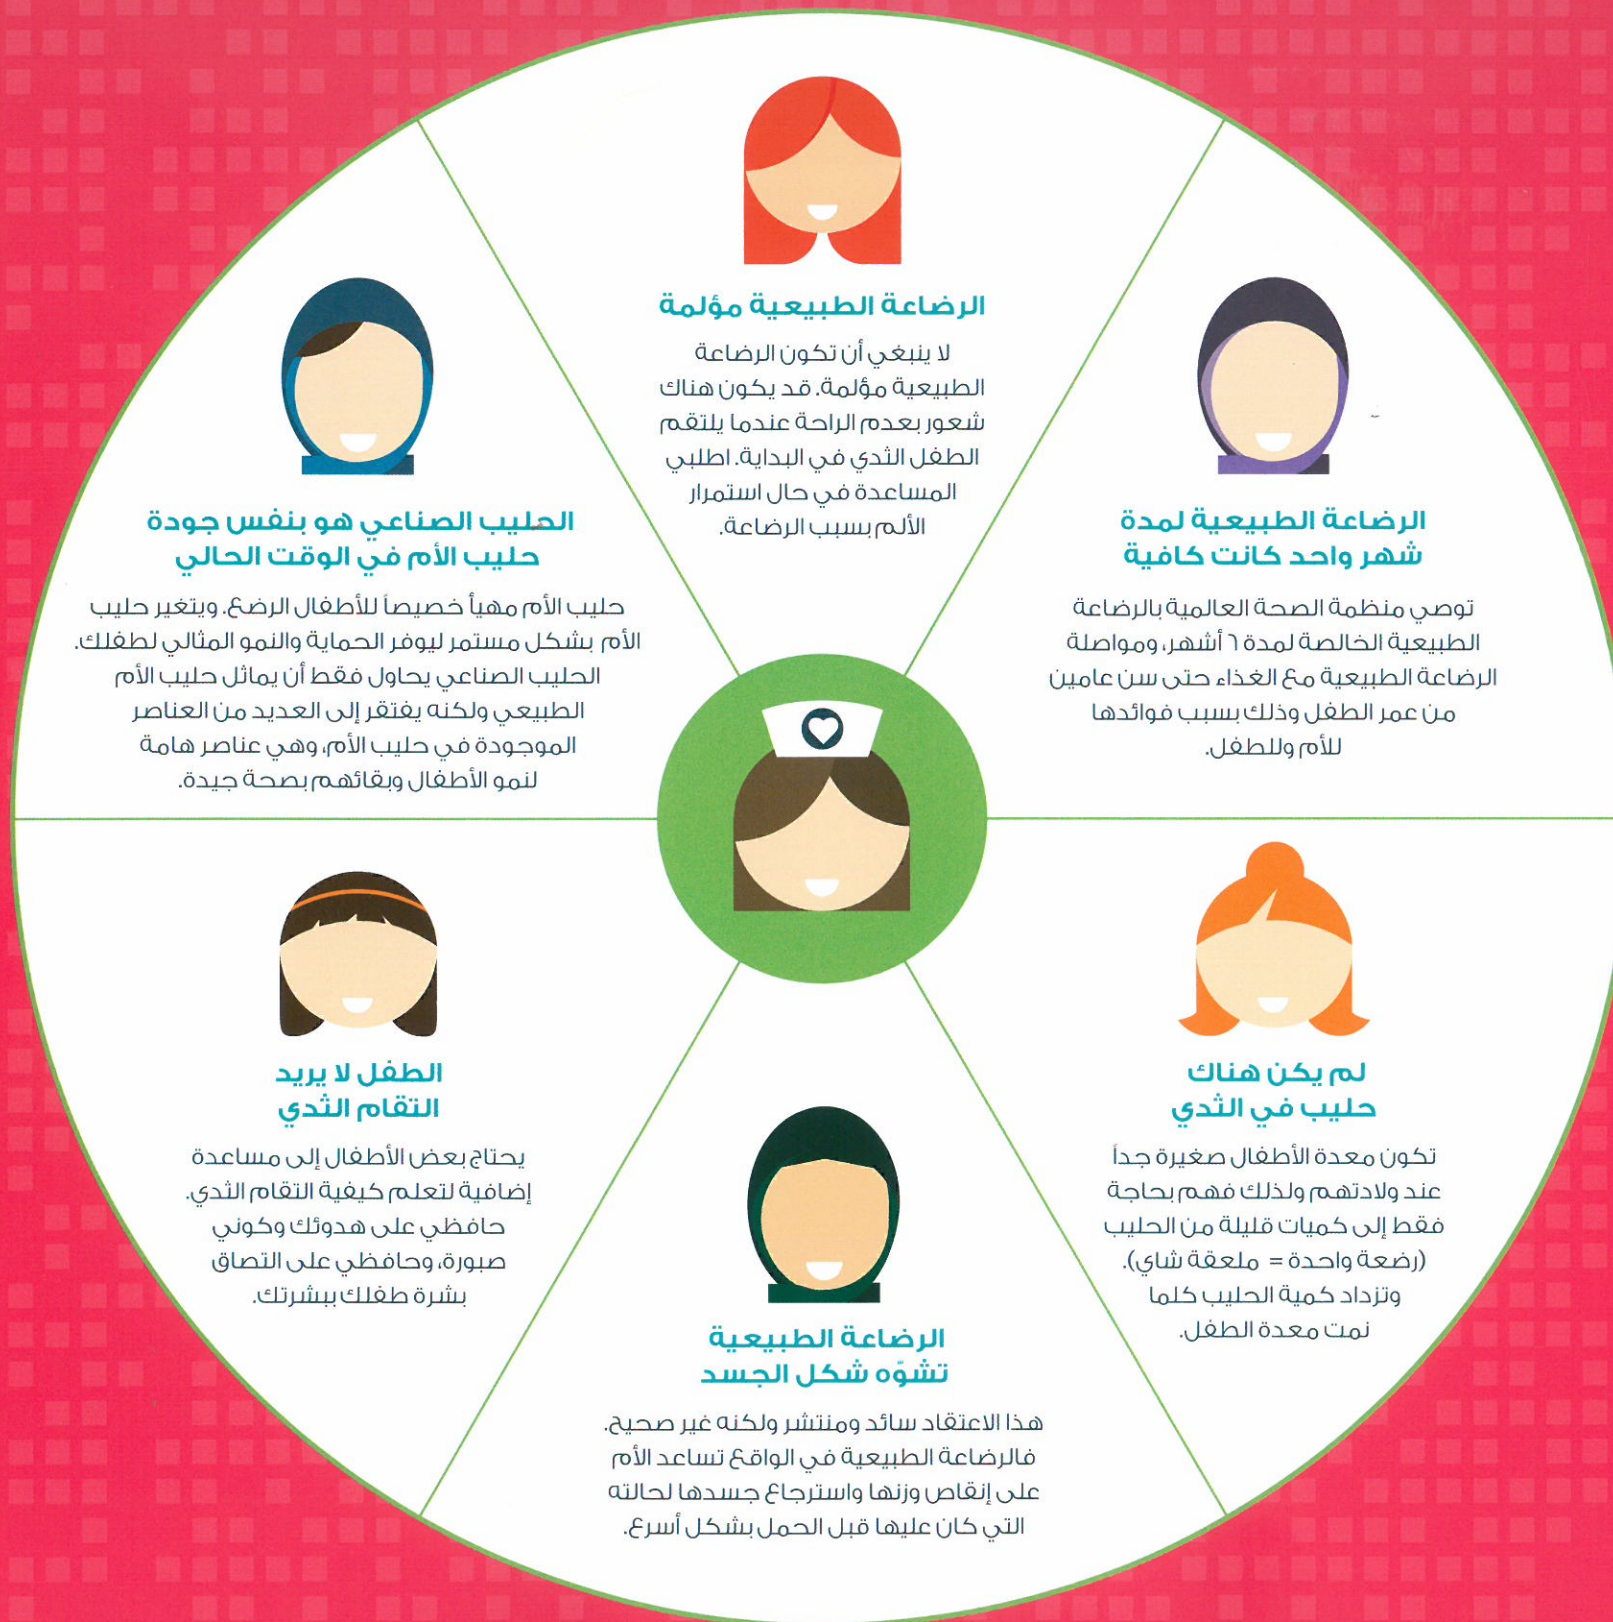 الرضاعة الطبيعية مؤلمة
لا ينبغي أن تكون الرضاعة
الطبيعية مؤلمة. قد يكون هناك
شعور بعدم الراحة عندما يلتقم
الطفل الثدي في البداية. اطلبي
المساعدة في حال استمرار
الألم بسبب الرضاعة.
الرضاعة الطبيعية لمدة
شهر واحد كانت كافية
توصي منظمة الصحة العالمية بالرضاعة
الطبيعية الخالصة لمدة ٦ أشهر، ومواصلة
الرضاعة الطبيعية مع الغذاء حتى سن عامين
من عمر الطفل وذلك بسبب فوائدها
للأم وللطفل.
الحليب الصناعي هو بنفس جودة
حليب الأم في الوقت الحالي
حليب الأم مهيأ خصيصاً للأطفال الرضع. ويتغير حليب
الأم بشكل مستمر ليوفر الحماية والنمو المثالي لطفلك.
الحليب الصناعي يحاول فقط أن يماثل حليب الأم
الطبيعي ولكنه يفتقر إلى العديد من العناصر
الموجودة في حليب الأم، وهي عناصر هامة
لنمو الأطفال وبقائهم بصحة جيدة.
لم يكن هناك
حليب في الثدي
تكون معدة الأطفال صغيرة جداً
عند ولادتهم ولذلك فهم بحاجة
فقط إلى كميات قليلة من الحليب
(رضعة واحدة = ملعقة شاي).
وتزداد كمية الحليب كلما
نمت معدة الطفل.
الطفل لا يريد
التقام الثدي
يحتاج بعض الأطفال إلى مساعدة
إضافية لتعلم كيفية التقام الثدي.
حافظي على هدوئك وكوني
صبورة، وحافظي على التصاق
بشرة طفلك ببشرتك.
الرضاعة الطبيعية
تشوّه شكل الجسد
هذا الاعتقاد سائد ومنتشر ولكنه غير صحيح.
فالرضاعة الطبيعية في الواقع تساعد الأم
على إنقاص وزنها واسترجاع جسدها لحالته
التي كان عليها قبل الحمل بشكل أسرع.